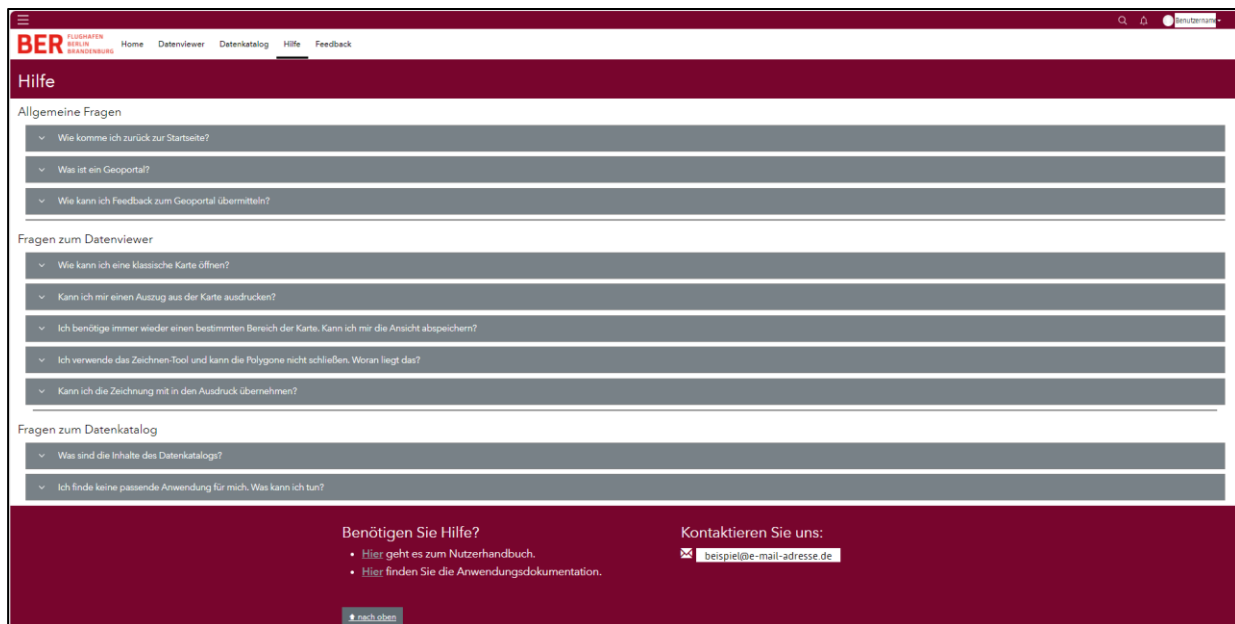 Benutzername
BER FLUGHAFEN
BERLIN
BRANDENBURG
Home Datenviewer Datenkatalog Hilfe Feedback
Hilfe
Allgemeine Fragen
Wie komme ich zurück zur Startseite?
Was ist ein Geoportal?
Wie kann ich Feedback zum Geoportal übermitteln?
Fragen zum Datenviewer
Wie kann ich eine klassische Karte öffnen?
Kann ich mir einen Auszug aus der Karte ausdrucken?
Ich benötige immer wieder einen bestimmten Bereich der Karte. Kann ich mir die Ansicht abspeichern?
Ich verwende das Zeichnen-Tool und kann die Polygone nicht schließen. Woran liegt das?
Kann ich die Zeichnung mit in den Ausdruck übernehmen?
Fragen zum Datenkatalog
Was sind die Inhalte des Datenkatalogs?
Ich finde keine passende Anwendung für mich. Was kann ich tun?
Benötigen Sie Hilfe?
• Hier geht es zum Nutzerhandbuch.
• Hier finden Sie die Anwendungsdokumentation.
Kontaktieren Sie uns:
beispiel@e-mail-adresse.de
nach oben